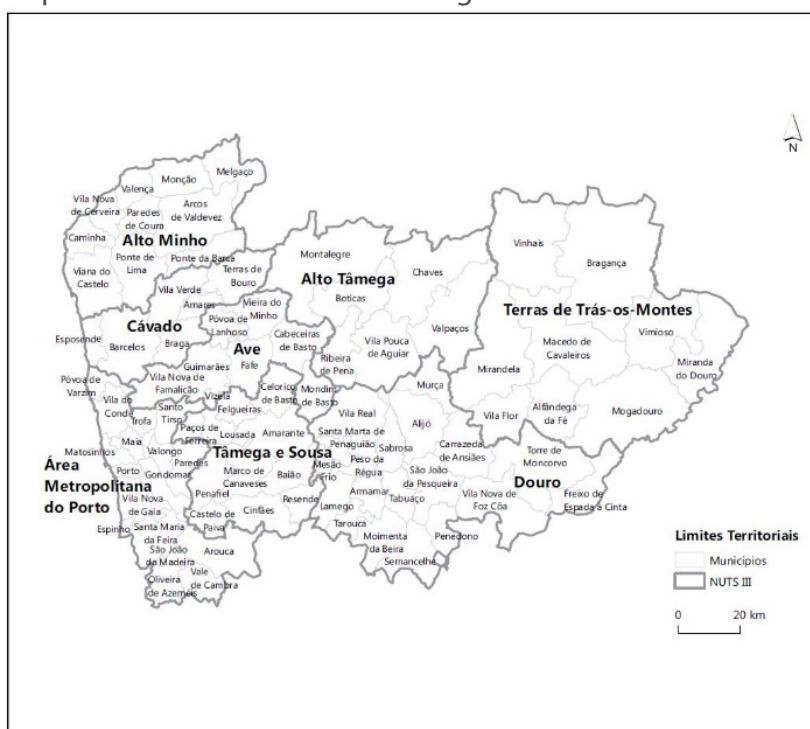 N
Melgaço
Monção
Valença
Vila Nova
de Cerveira
Arcos
de Valdevez
Paredes
de Coura
Caminha
Alto Minho
Ponte de
Lima
Ponte da Barca
Viana do
Castelo
Terras de
Bouro
Vila Verde
Amares
Vieira do
Minho
Cávado
Póvoa de
Lanhoso
Esposende
Barcelos
Braga
Ave
Cabeceiras
de Basto
Guimarães
Fafe
Póvoa de
Varzim
Vila Nova de
Famalicão
Vizela
Celorico
de Basto
Mondim
de Basto
Montalegre
Alto Tâmega
Chaves
Boticas
Valpaços
Vila Pouca
de Aguiar
Ribeira
de Pena
Vinhais
Bragança
Terras de Trás-os-Montes
Vimioso
Macedo de
Cavaleiros
Miranda
do Douro
Mirandela
Alfândega
da Fé
Mogadouro
Vila Flor
Vila do
Conde
Santo
Tirso
Trofa
Felgueiras
Paços de
Ferreira
Lousada
Amarante
Maia
Matosinhos
Valongo
Paredes
Tâmega e Sousa
Área
Metropolitana
do Porto
Porto
Gondomar
Marco de
Canaveses
Baião
Penafiel
Resende
Vila Nova
de Gaia
Castelo de
Paiva
Cinfães
Espinho
Santa Maria
da Feira
São João
da Madeira
Arouca
Oliveira
de Azeméis
Vale
de Cambra
Murça
Vila Real
Alijó
Santa Marta de
Penaguião
Sabrosa
Carrazeda
de Ansiães
Torre de
Moncorvo
Mesão
Frio
Peso da
Régua
São João
da Pesqueira
Douro
Armamar
Tabuaço
Vila Nova de
Foz Côa
Freixo de
Espada à Cinta
Lamego
Tarouca
Moimenta
da Beira
Penedono
Sernancelhe
Limites Territoriais
Municípios
NUTS III
0 20 km